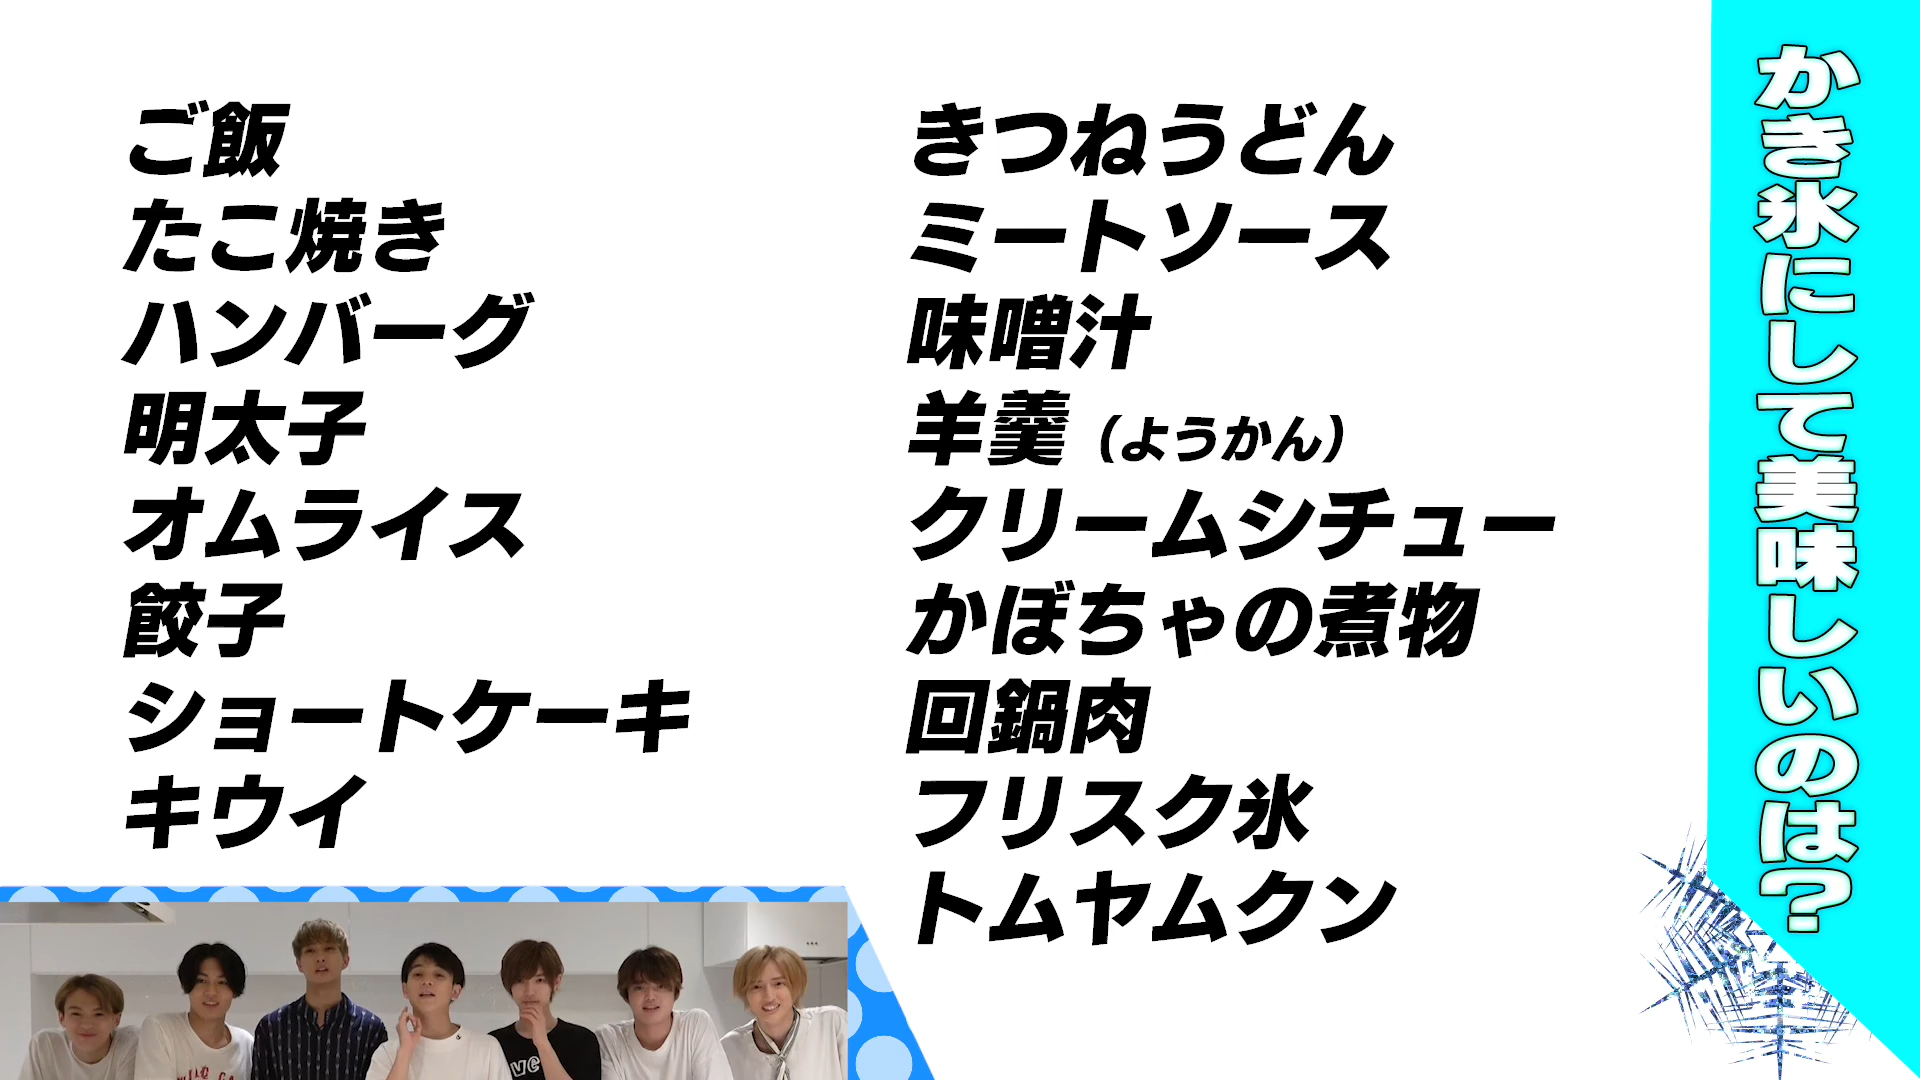 かき氷にして美味しいのは?
ご飯
たこ焼き
ハンバーグ
明太子
オムライス
餃子
ショートケーキ
キウイ
きつねうどん
ミートソース
味噌汁
羊羹（ようかん）
クリームシチュー
かぼちゃの煮物
回鍋肉
フリスク氷
トムヤムクン